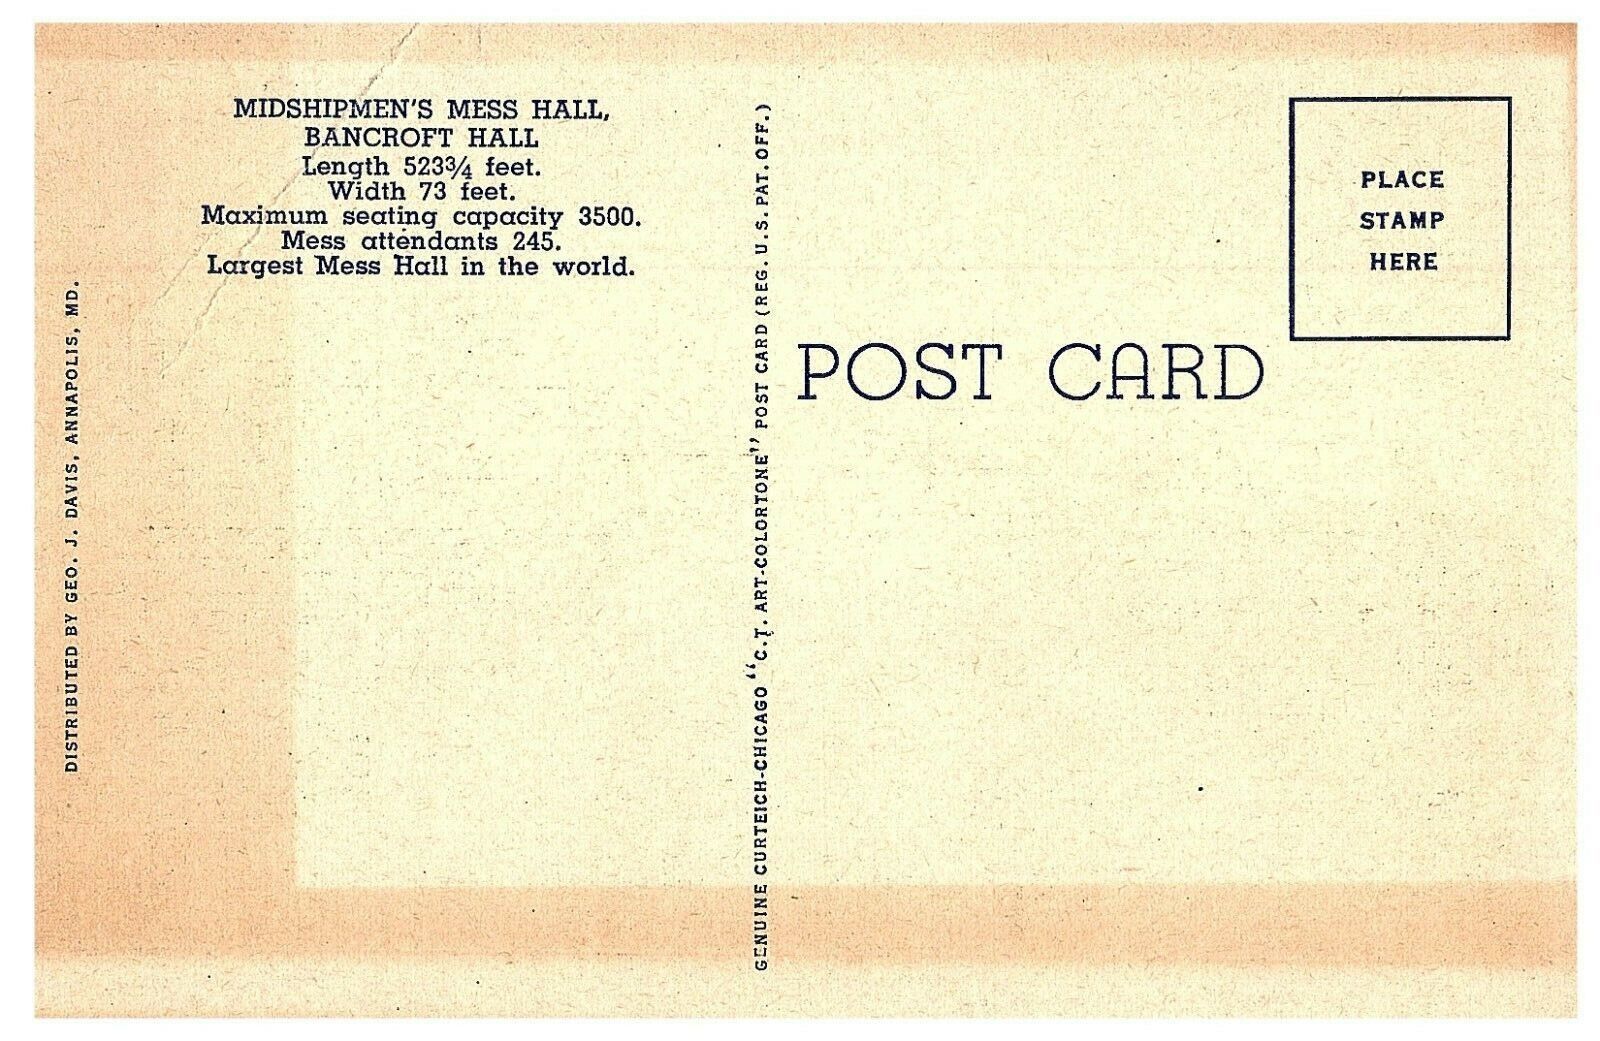 MIDSHIPMEN'S MESS HALL,
BANCROFT HALL
Length 523¾ feet.
Width 73 feet.
Maximum seating capacity 3500.
Mess attendants 245.
Largest Mess Hall in the world.
DISTRIBUTED BY GEO. J. DAVIS, ANNAPOLIS, MD.
GENUINE CURTEICH-CHICAGO "C.T. ART-COLORTONE" POST CARD (REG. U.S. PAT. OFF.)
POST CARD
PLACE
STAMP
HERE